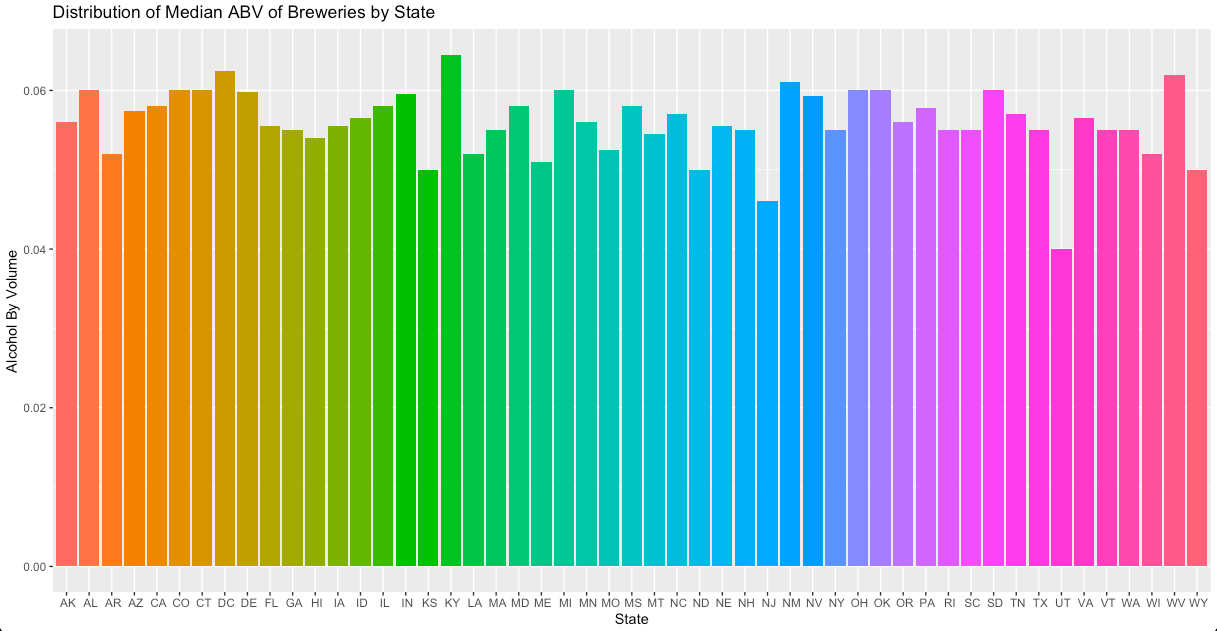 Distribution of Median ABV of Breweries by State
Alcohol By Volume
0.06
0.04
0.02
0.00
AK AL AR AZ CA CO CT DC DE FL GA HI IA ID IL IN KS KY LA MA MD ME MI MN MO MS MT NC ND NE NH NJ NM NV NY OH OK OR PA RI SC SD TN TX UT VA VT WA WI WV WY
State